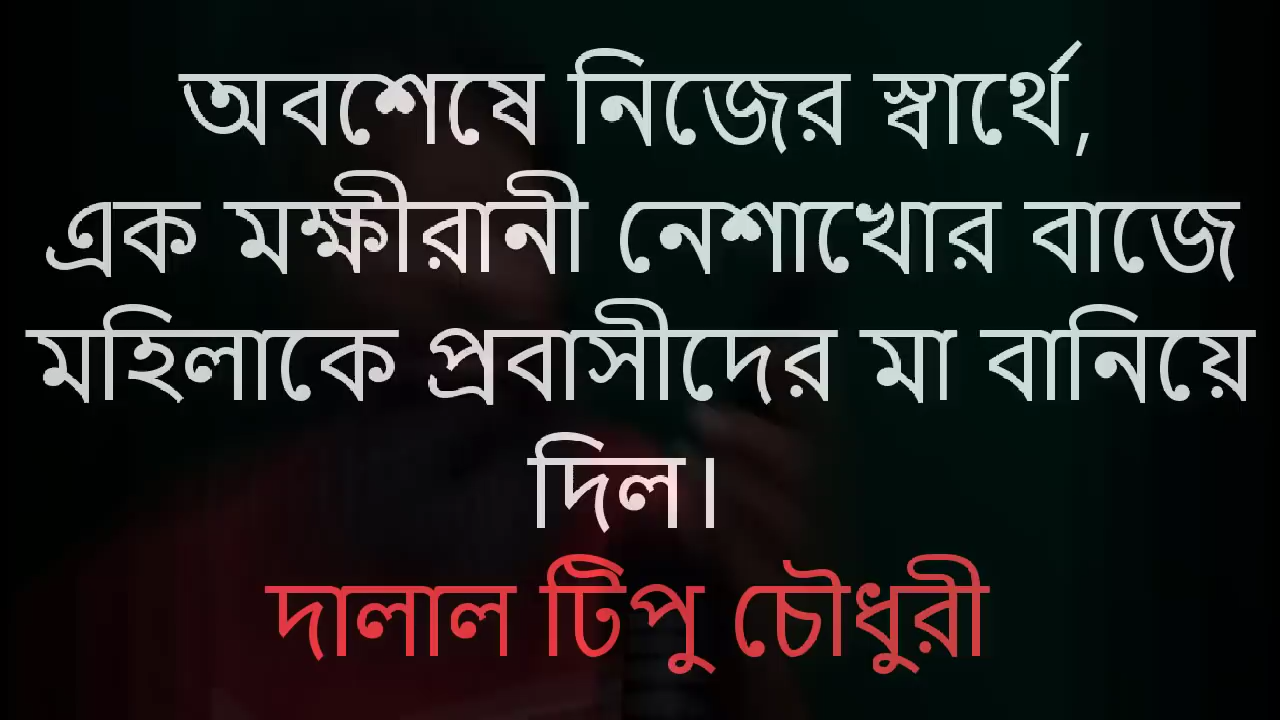 অবশেষে নিজের স্বার্থে,
এক মক্ষীরানী নেশাখোর বাজে
মহিলাকে প্রবাসীদের মা বানিয়ে
দিল।
দালাল টিপু চৌধুরী